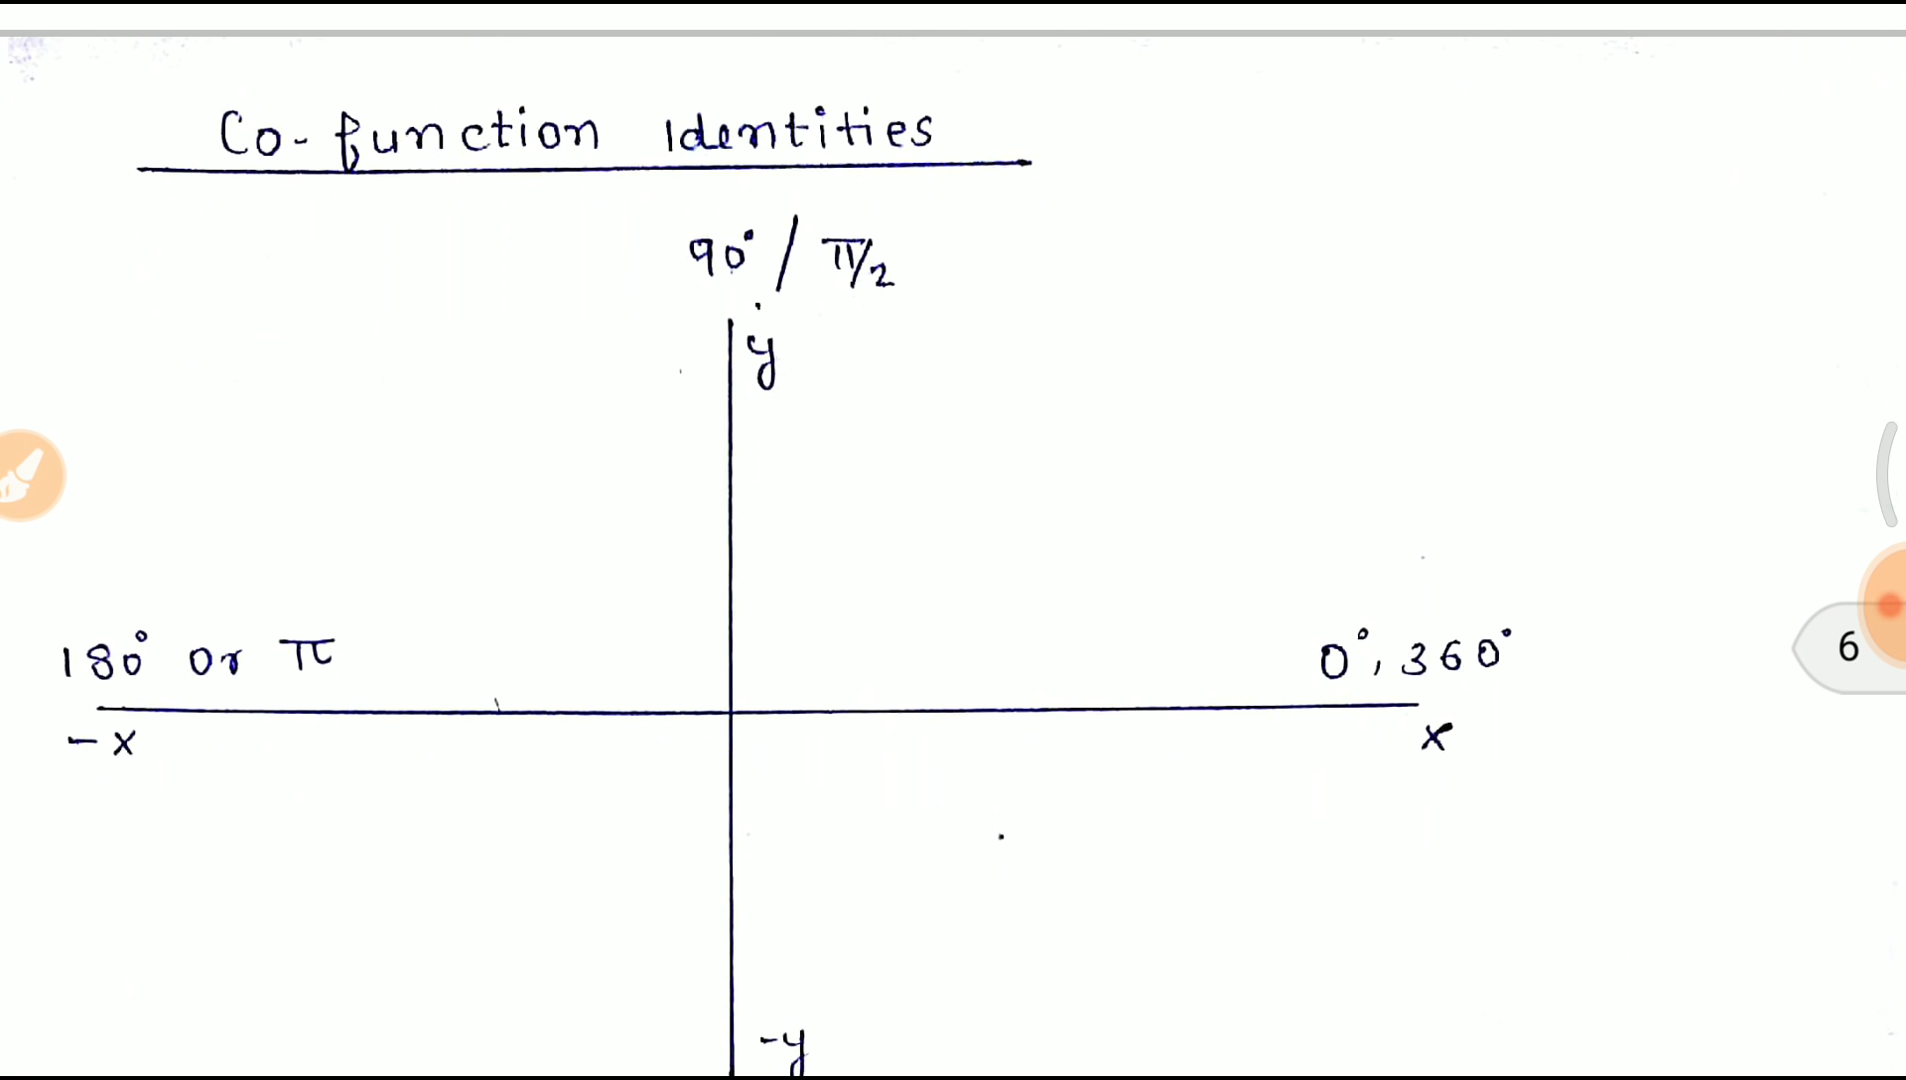 Co-function Identities
90° / π/2
y
180° or π
0°, 360°
6
-x
x
-y